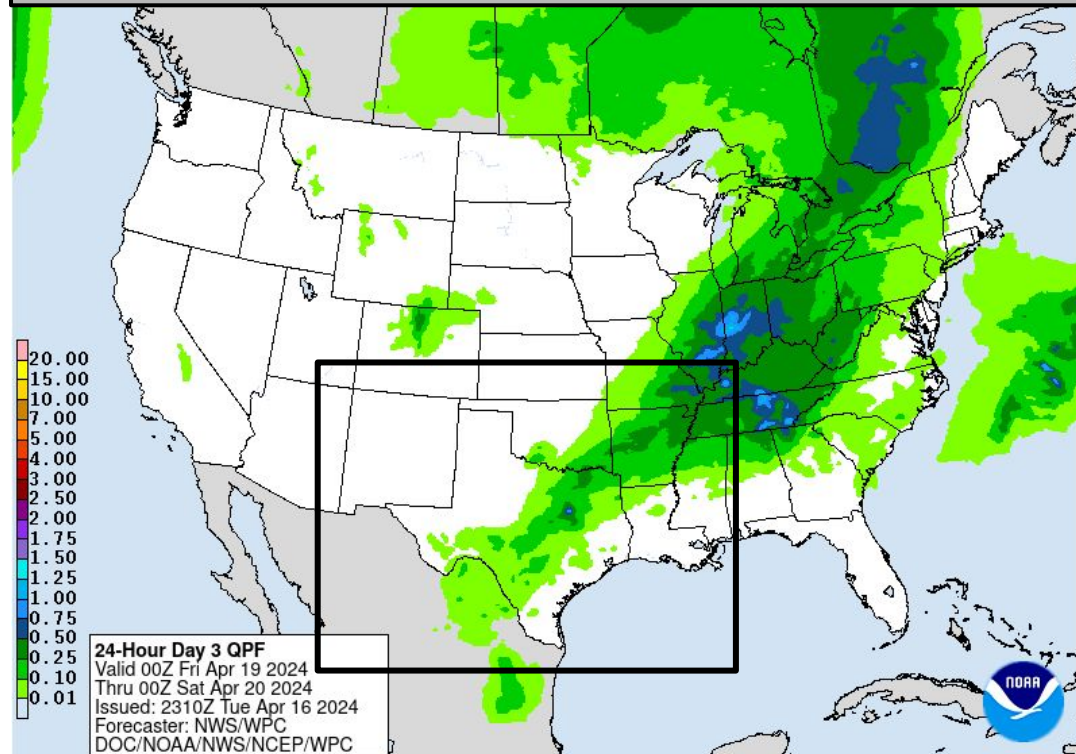 20.00
15.00
10.00
7.00
5.00
4.00
3.00
2.50
2.00
1.75
1.50
1.25
1.00
0.75
0.50
0.25
0.10
0.01
24-Hour Day 3 QPF
Valid 00Z Fri Apr 19 2024
Thru 00Z Sat Apr 20 2024
Issued: 2310Z Tue Apr 16 2024
Forecaster: NWS/WPC
DOC/NOAA/NWS/NCEP/WPC
NOAA